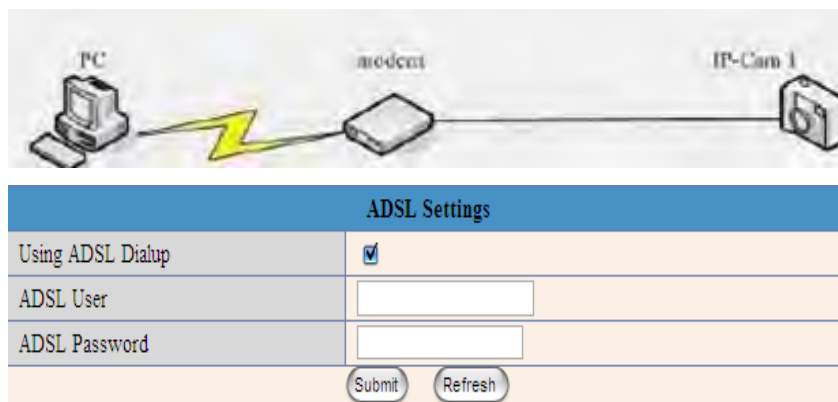 PC modem IP-Cam 1
ADSL Settings
Using ADSL Dialup
ADSL User
ADSL Password
Submit Refresh